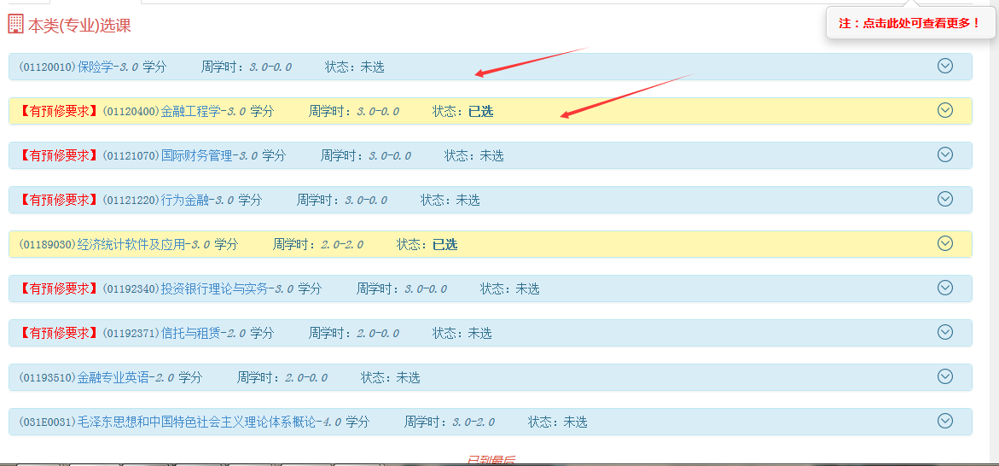 本类(专业)选课
注：点击此处可查看更多！
(01120010)保险学-3.0 学分 周学时：3.0-0.0 状态：未选
【有预修要求】(01120400)金融工程学-3.0 学分 周学时：3.0-0.0 状态：已选
【有预修要求】(01121070)国际财务管理-3.0 学分 周学时：3.0-0.0 状态：未选
【有预修要求】(01121220)行为金融-3.0 学分 周学时：3.0-0.0 状态：未选
(01189030)经济统计软件及应用-3.0 学分 周学时：2.0-2.0 状态：已选
【有预修要求】(01192340)投资银行理论与实务-3.0 学分 周学时：3.0-0.0 状态：未选
【有预修要求】(01192371)信托与租赁-2.0 学分 周学时：2.0-0.0 状态：未选
(01193510)金融专业英语-2.0 学分 周学时：2.0-0.0 状态：未选
(031E0031)毛泽东思想和中国特色社会主义理论体系概论-4.0 学分 周学时：3.0-2.0 状态：未选
已到最后